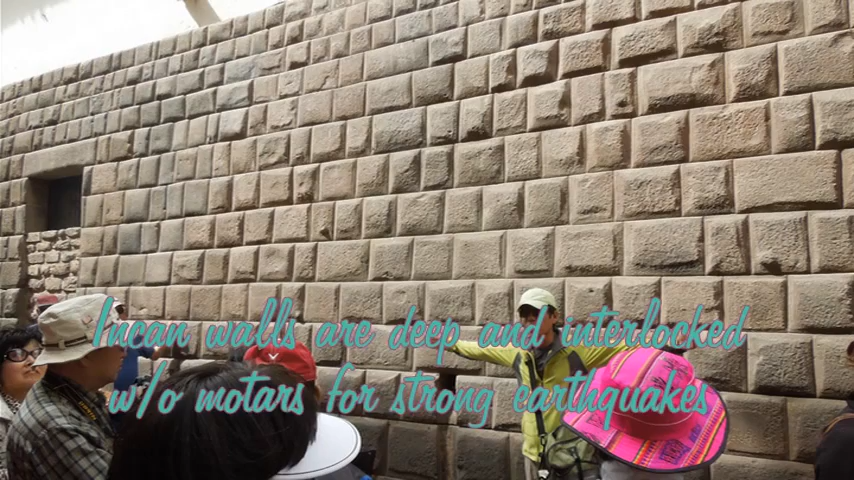 Incan walls are deep and interlocked
w/o motars for strong earthquakes